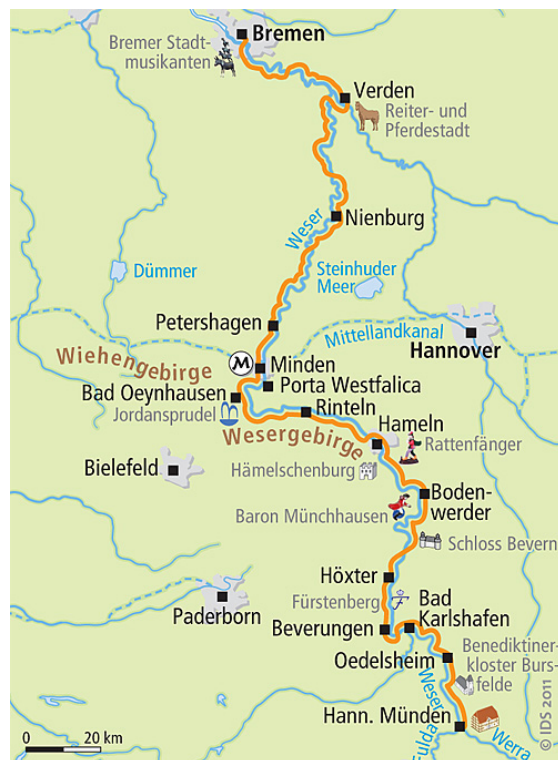 Bremen
Bremer Stadt-
musikanten
Verden
Reiter- und
Pferdestadt
Nienburg
Weser
Dümmer
Steinhuder
Meer
Petershagen
Mittellandkanal
Hannover
Wiehengebirge
M
Minden
Porta Westfalica
Bad Oeynhausen
Jordansprudel
Rinteln
Wesergebirge
Hameln
Rattenfänger
Bielefeld
Hämelschenburg
Boden-
werder
Baron Münchhausen
Schloss Bevern
Höxter
Fürstenberg
Bad
Karlshafen
Paderborn
Beverungen
Oedelsheim
Benediktiner-
kloster Burs-
felde
Weser
Hann. Münden
Fulda
Werra
0 20 km
© IDS 2011